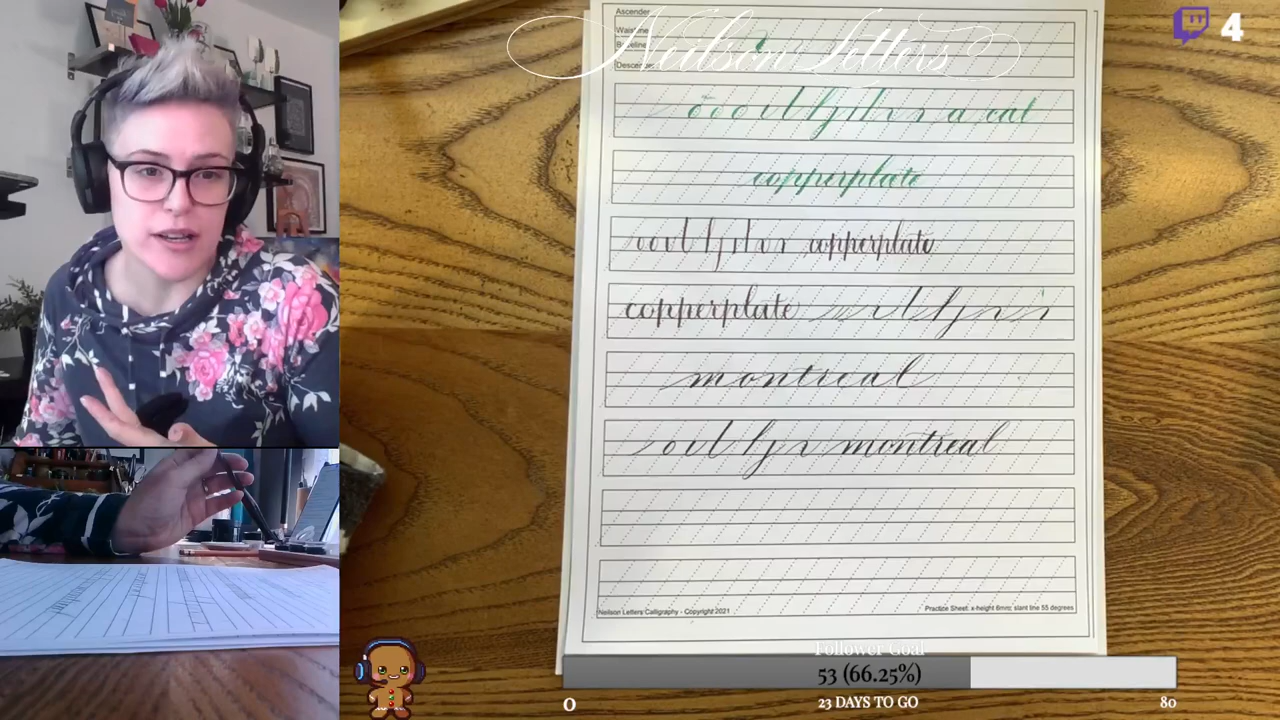 Neilson Letters
4
Ascender
Waistline
Baseline
Descender
a cat
copperplate
copperplate
copperplate
montreal
montreal
Neilson Letters Calligraphy - Copyright 2021
Practice Sheet: x-height 6mm; slant line 55 degrees
Follower Goal
53 (66.25%)
0
23 DAYS TO GO
80